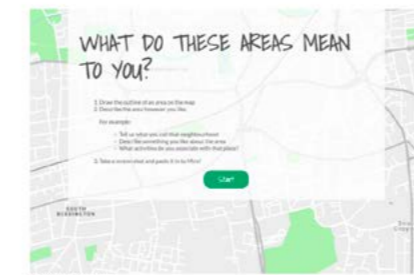 WHAT DO THESE AREAS MEAN
TO YOU?
1. Draw the outline of an area on the map
2. Describe the area however you like.
For example:
- Tell us what you call that neighbourhood
- Describe something you like about the area
- What activities do you associate with that place?
3. Take a screenshot and paste it in to Miro!
Start
SOUTH